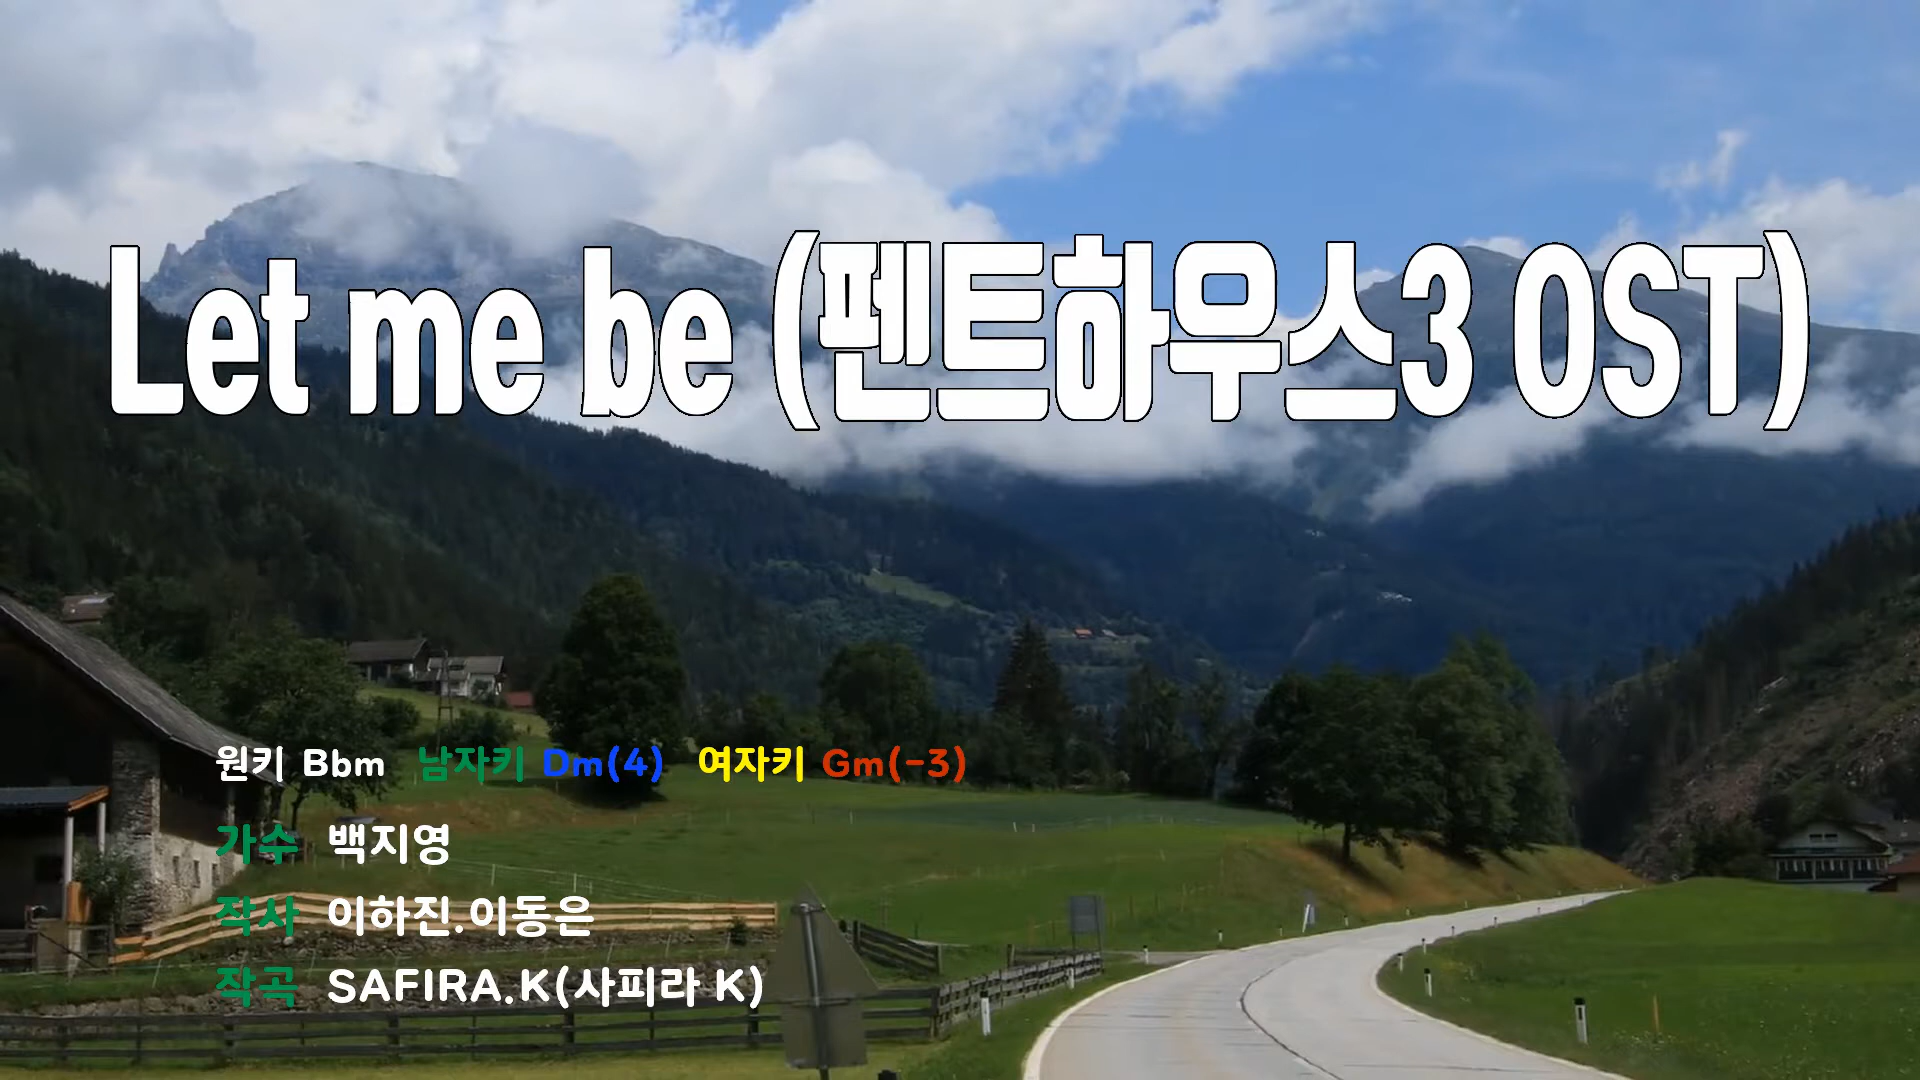 Let me be (펜트하우스3 OST)
원키 Bbm 남자키 Dm(4) 여자키 Gm(-3)
가수 백지영
작사 이하진.이동은
작곡 SAFIRA.K(사피라 K)